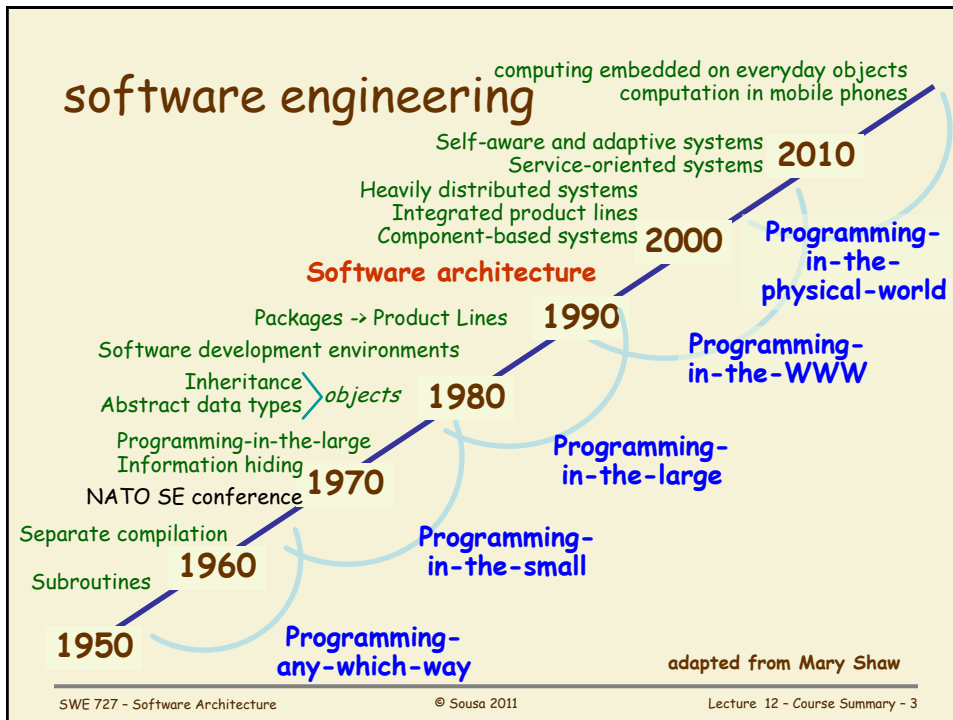 software engineering
computing embedded on everyday objects
computation in mobile phones
Self-aware and adaptive systems
Service-oriented systems
2010
Heavily distributed systems
Integrated product lines
Component-based systems
2000
Programming-
in-the-
physical-world
Software architecture
Packages -> Product Lines
1990
Programming-
in-the-WWW
Software development environments
Inheritance
Abstract data types
objects
1980
Programming-in-the-large
Information hiding
Programming-
in-the-large
NATO SE conference
1970
Separate compilation
Programming-
in-the-small
1960
Subroutines
1950
Programming-
any-which-way
adapted from Mary Shaw
SWE 727 – Software Architecture
© Sousa 2011
Lecture 12 – Course Summary – 3